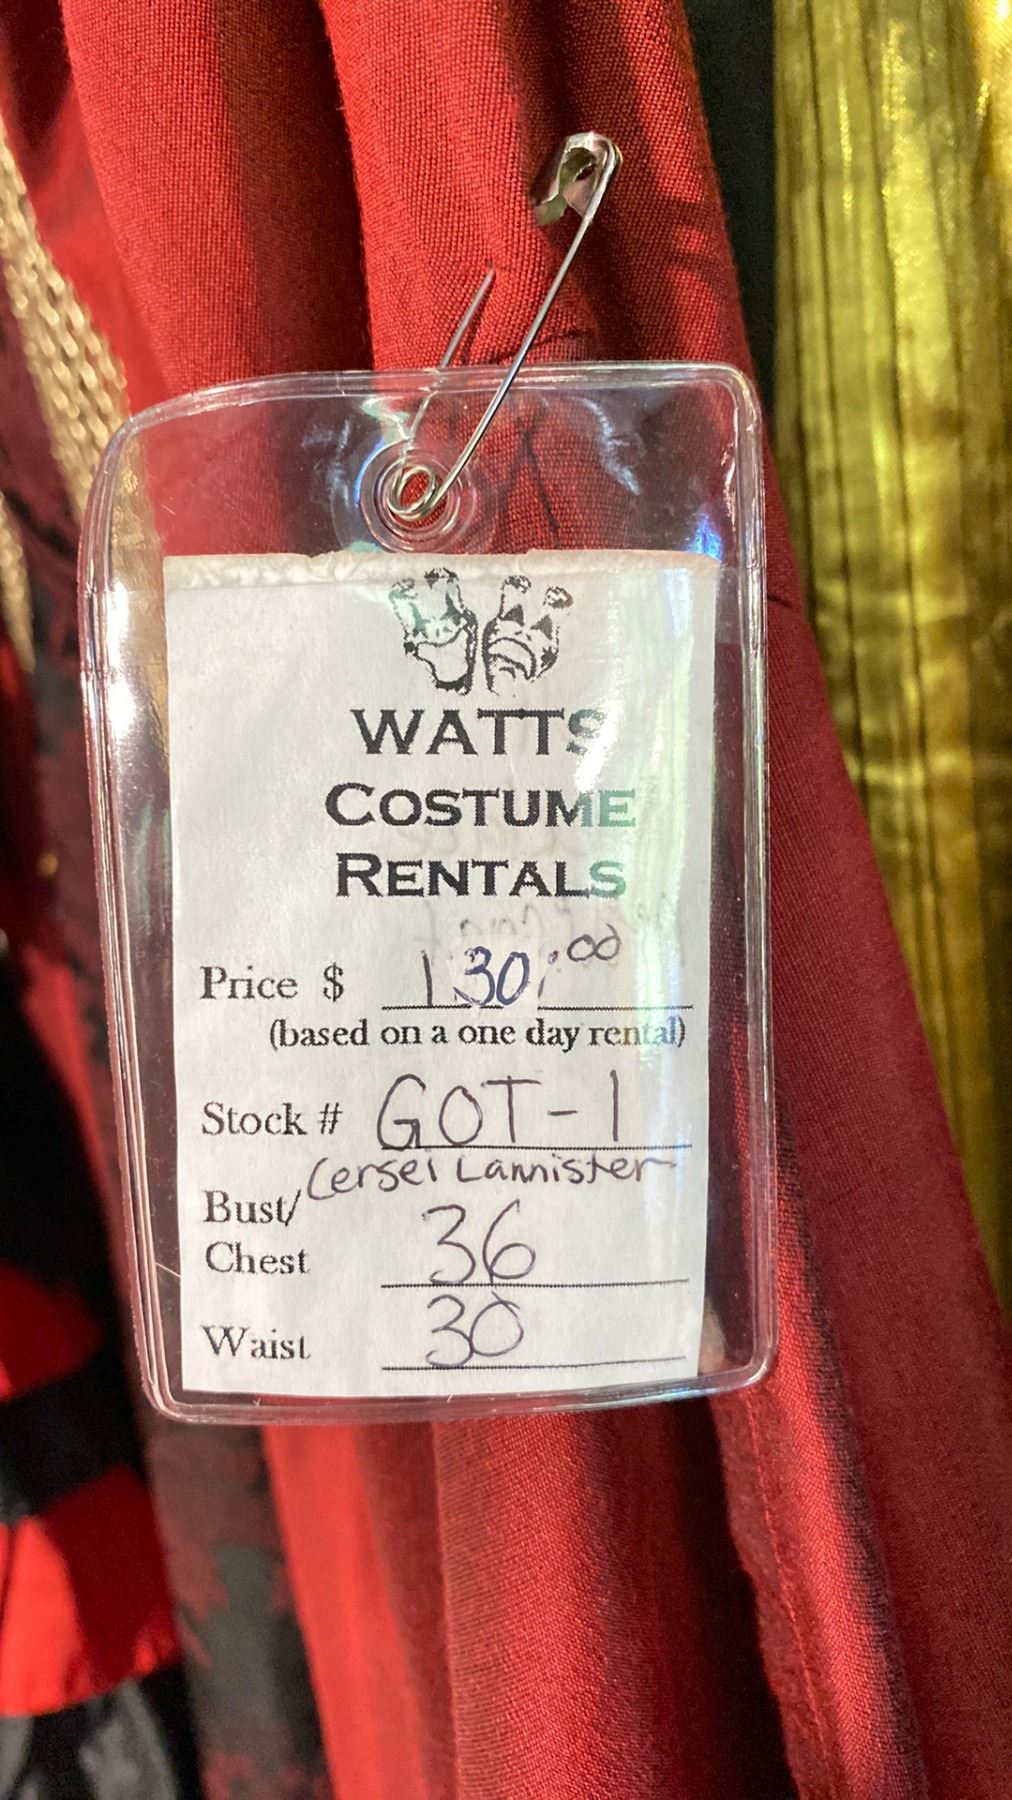 WATTS
COSTUME
RENTALS
Price $ 130.00
(based on a one day rental)
Stock # GOT-1
Cersei Lannister
Bust/
Chest 36
Waist 30